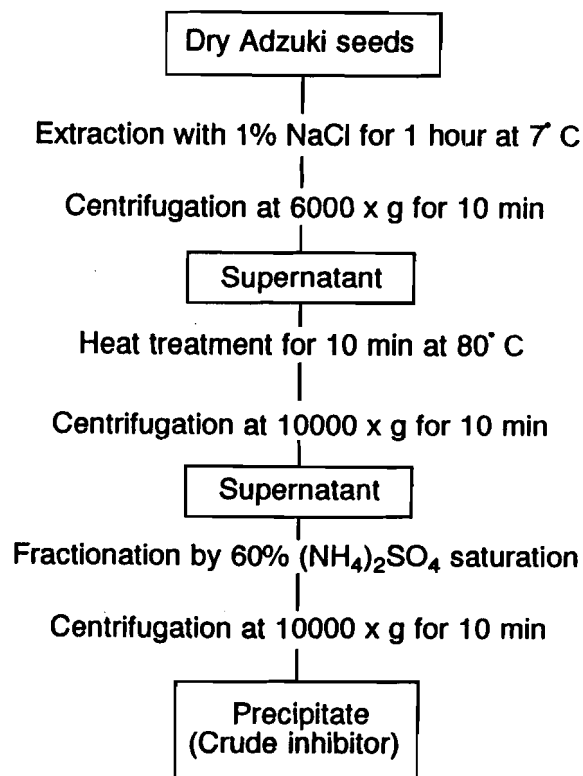 Dry Adzuki seeds
Extraction with 1% NaCl for 1 hour at 7° C
Centrifugation at 6000 x g for 10 min
Supernatant
Heat treatment for 10 min at 80° C
Centrifugation at 10000 x g for 10 min
Supernatant
Fractionation by 60% (NH₄)₂SO₄ saturation
Centrifugation at 10000 x g for 10 min
Precipitate
(Crude inhibitor)